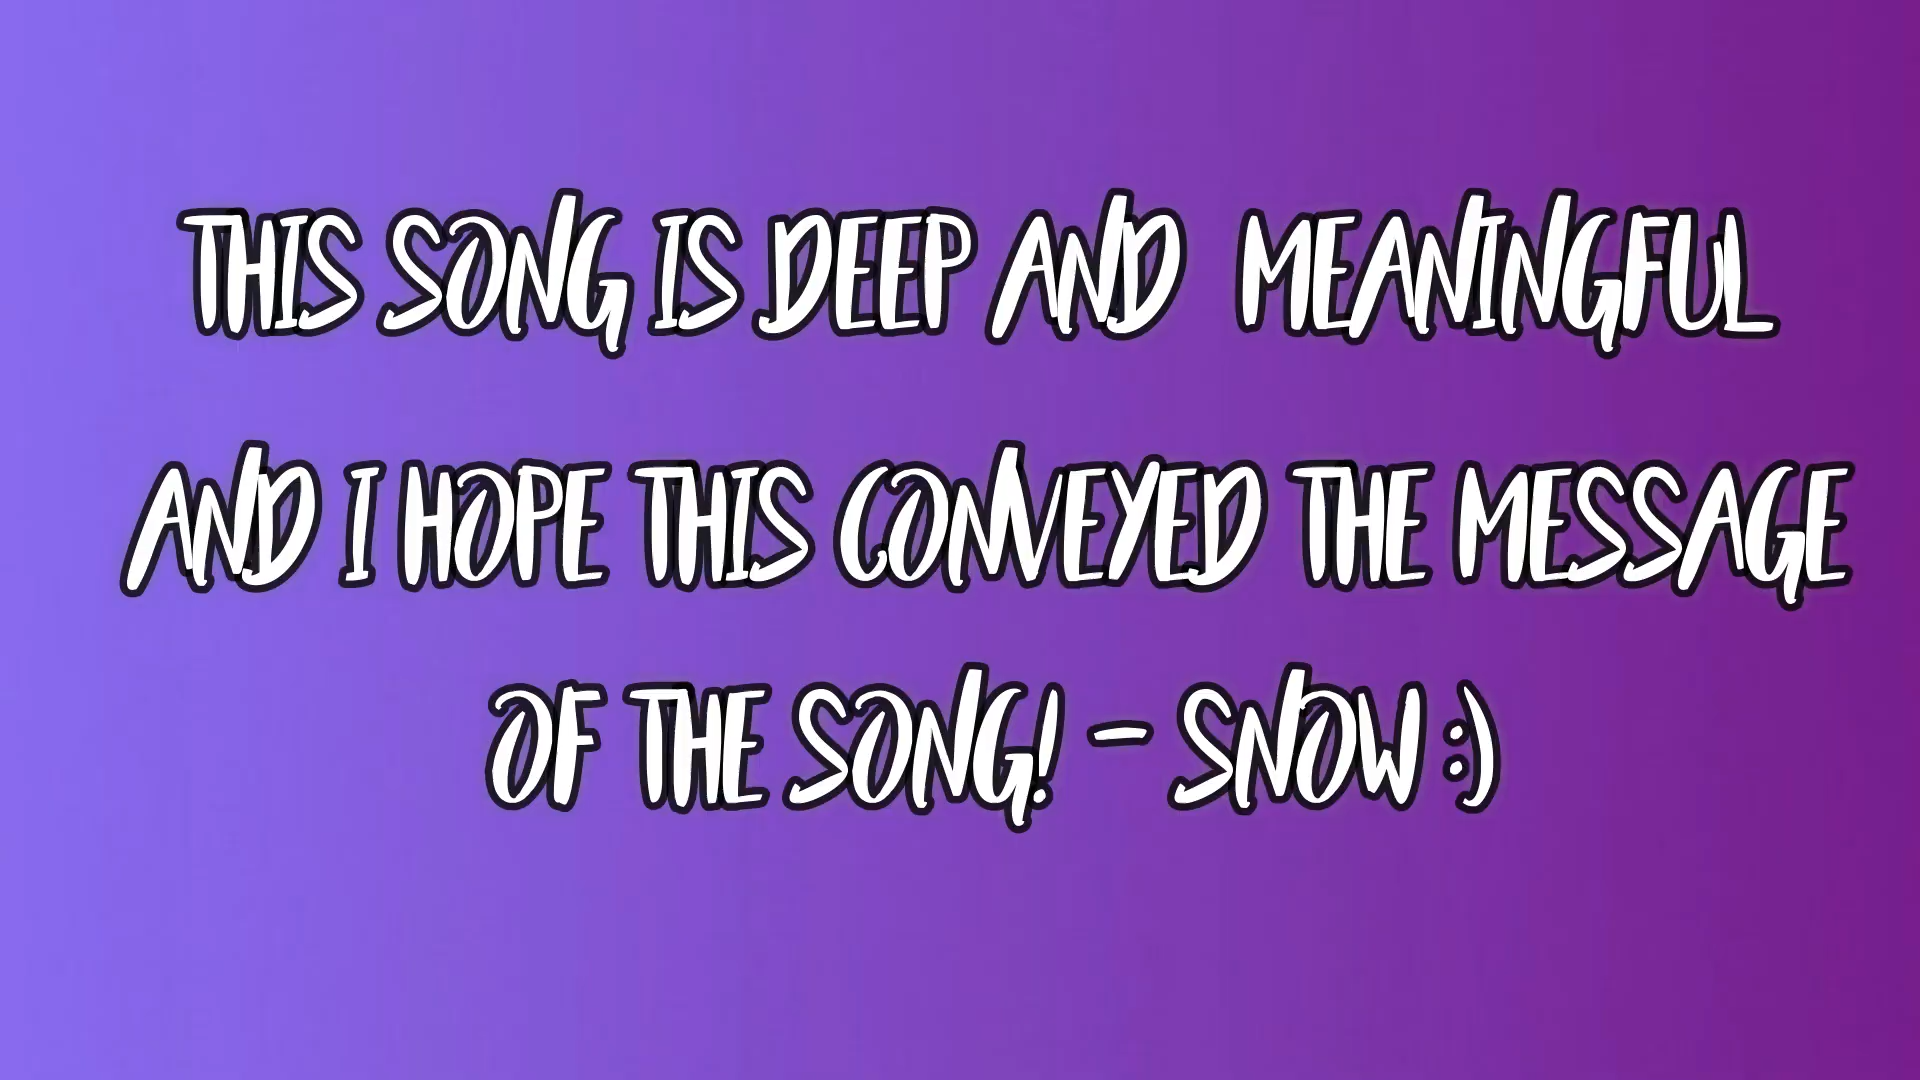 THIS SONG IS DEEP AND MEANINGFUL
AND I HOPE THIS CONVEYED THE MESSAGE
OF THE SONG! - SNOW :)